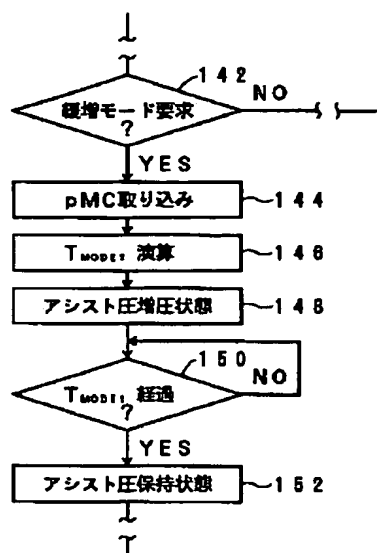 142
緩増モード要求
?
NO
YES
pMC取り込み
144
TMODE1 演算
146
アシスト圧増圧状態
148
150
TMODE1 経過
?
NO
YES
アシスト圧保持状態
152